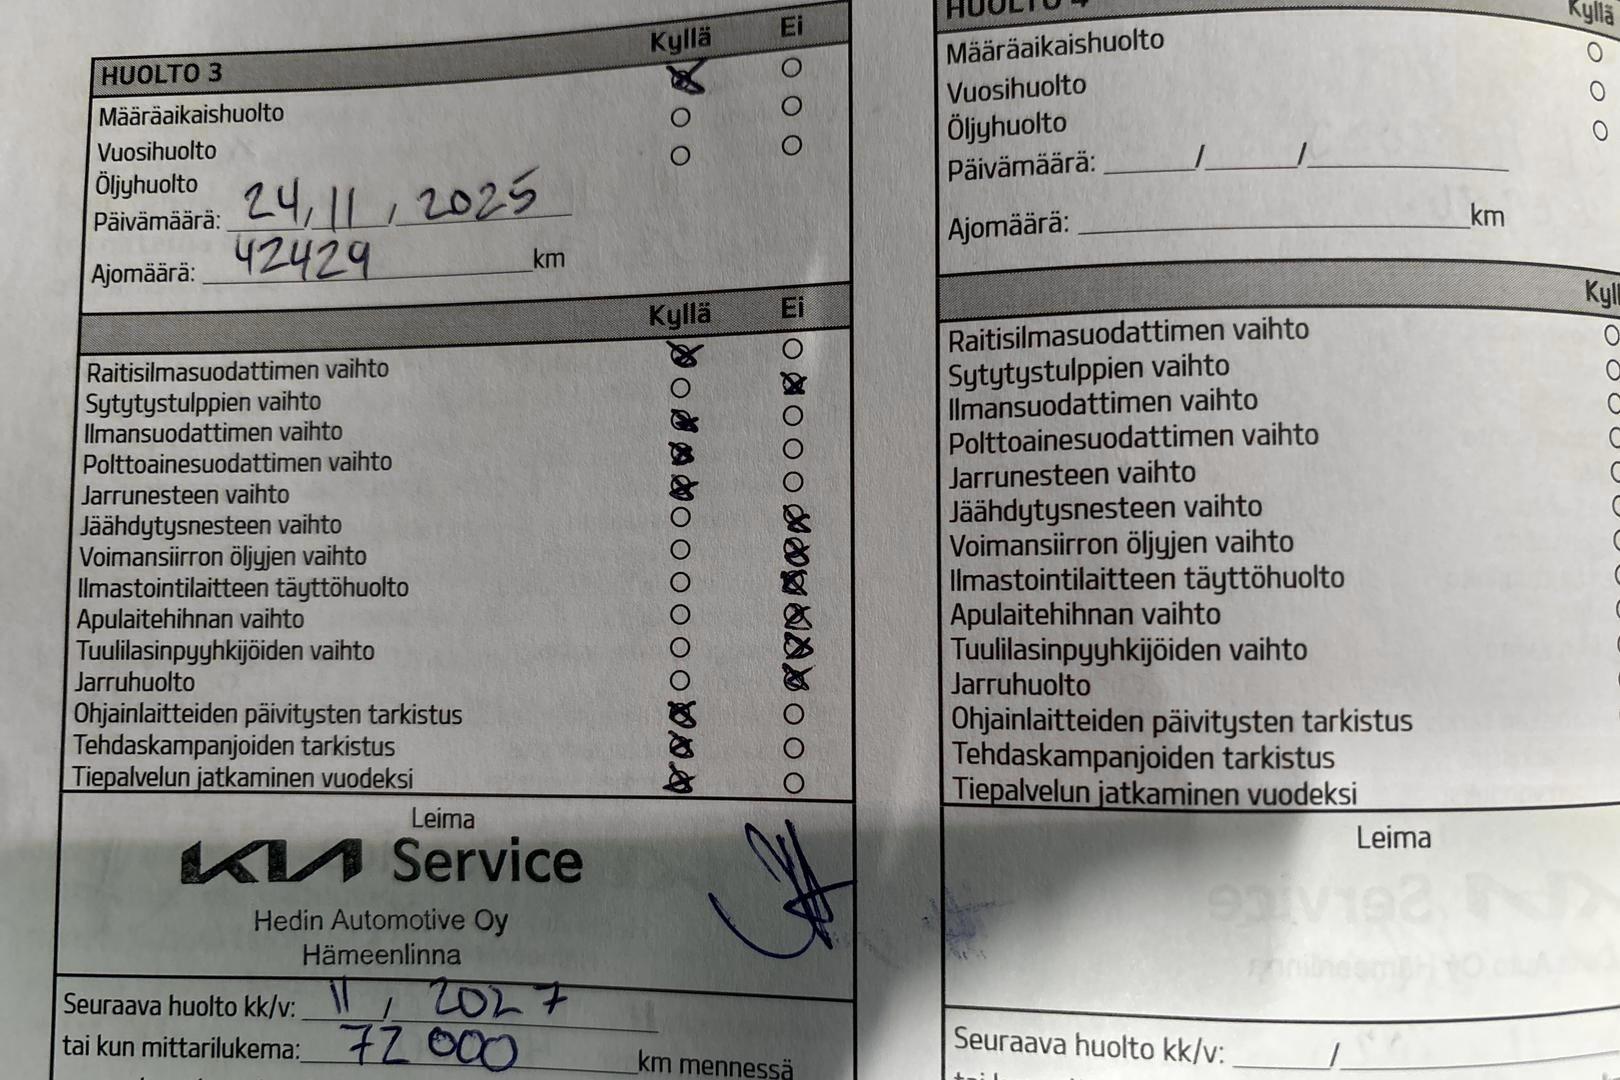 HUOLTO 3 Kyllä Ei
Määräaikaishuolto
Vuosihuolto
Öljyhuolto
Päivämäärä: 24 / 11 / 2025
Ajomäärä: 42429 km
Kyllä Ei
Raitisilmasuodattimen vaihto
Sytytystulppien vaihto
Ilmansuodattimen vaihto
Polttoainesuodattimen vaihto
Jarrunesteen vaihto
Jäähdytysnesteen vaihto
Voimansiirron öljyjen vaihto
Ilmastointilaitteen täyttöhuolto
Apulaitehihnan vaihto
Tuulilasinpyyhkijöiden vaihto
Jarruhuolto
Ohjainlaitteiden päivitysten tarkistus
Tehdaskampanjoiden tarkistus
Tiepalvelun jatkaminen vuodeksi
Leima
KIA Service
Hedin Automotive Oy
Hämeenlinna
Seuraava huolto kk/v: 11 / 2027
tai kun mittarilukema: 72 000 km mennessä
HUOLTO 4 Kyllä
Määräaikaishuolto
Vuosihuolto
Öljyhuolto
Päivämäärä: / /
Ajomäärä: km
Kyll
Raitisilmasuodattimen vaihto
Sytytystulppien vaihto
Ilmansuodattimen vaihto
Polttoainesuodattimen vaihto
Jarrunesteen vaihto
Jäähdytysnesteen vaihto
Voimansiirron öljyjen vaihto
Ilmastointilaitteen täyttöhuolto
Apulaitehihnan vaihto
Tuulilasinpyyhkijöiden vaihto
Jarruhuolto
Ohjainlaitteiden päivitysten tarkistus
Tehdaskampanjoiden tarkistus
Tiepalvelun jatkaminen vuodeksi
Leima
Seuraava huolto kk/v: /